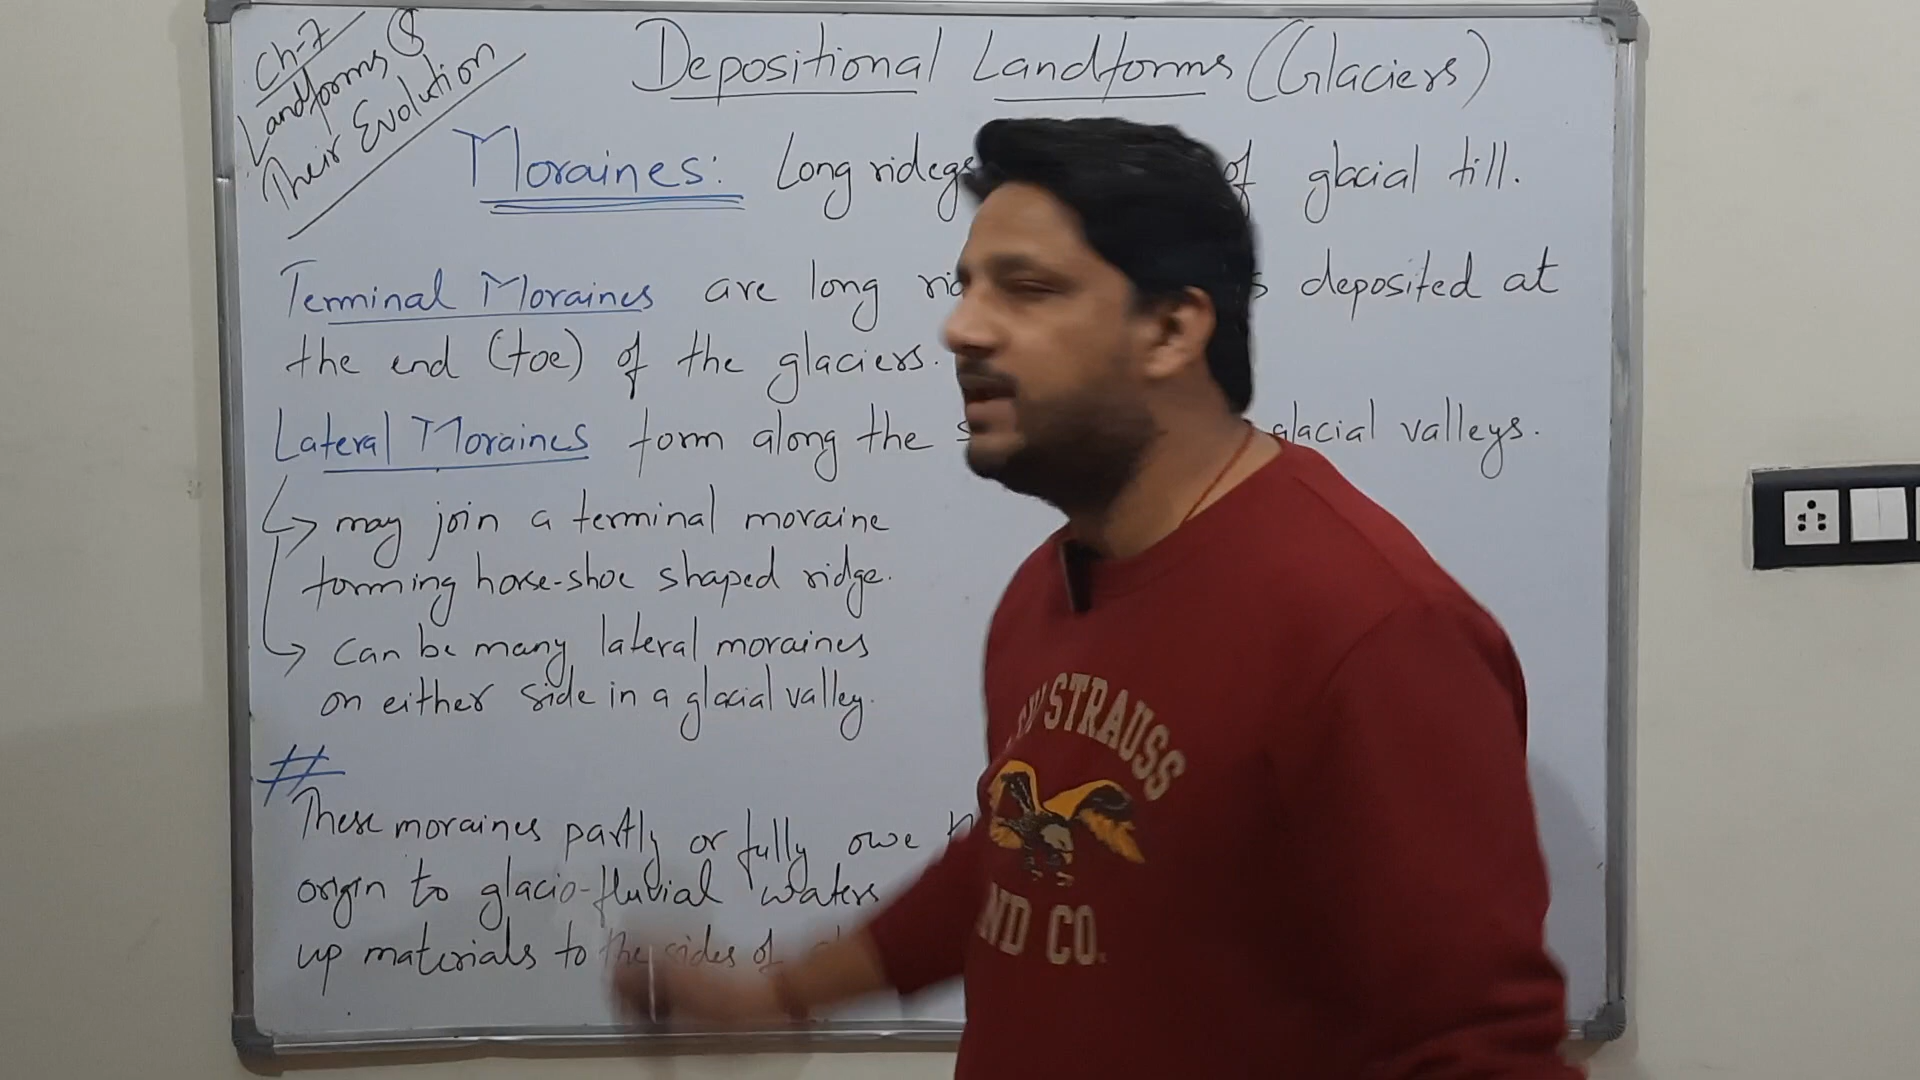 Ch-7
Landforms &
Their Evolution
Depositional Landforms (Glaciers)
Moraines: Long ridegs of glacial till.
Terminal Moraines are long deposited at
the end (toe) of the glaciers.
Lateral Moraines form along the glacial valleys.
may join a terminal moraine
forming horse-shoe shaped ridge.
can be many lateral moraines
on either side in a glacial valley.
#
These moraines partly or fully owe
origin to glacio-fluvial waters
up materials to the sides of
STRAUSS
AND CO.